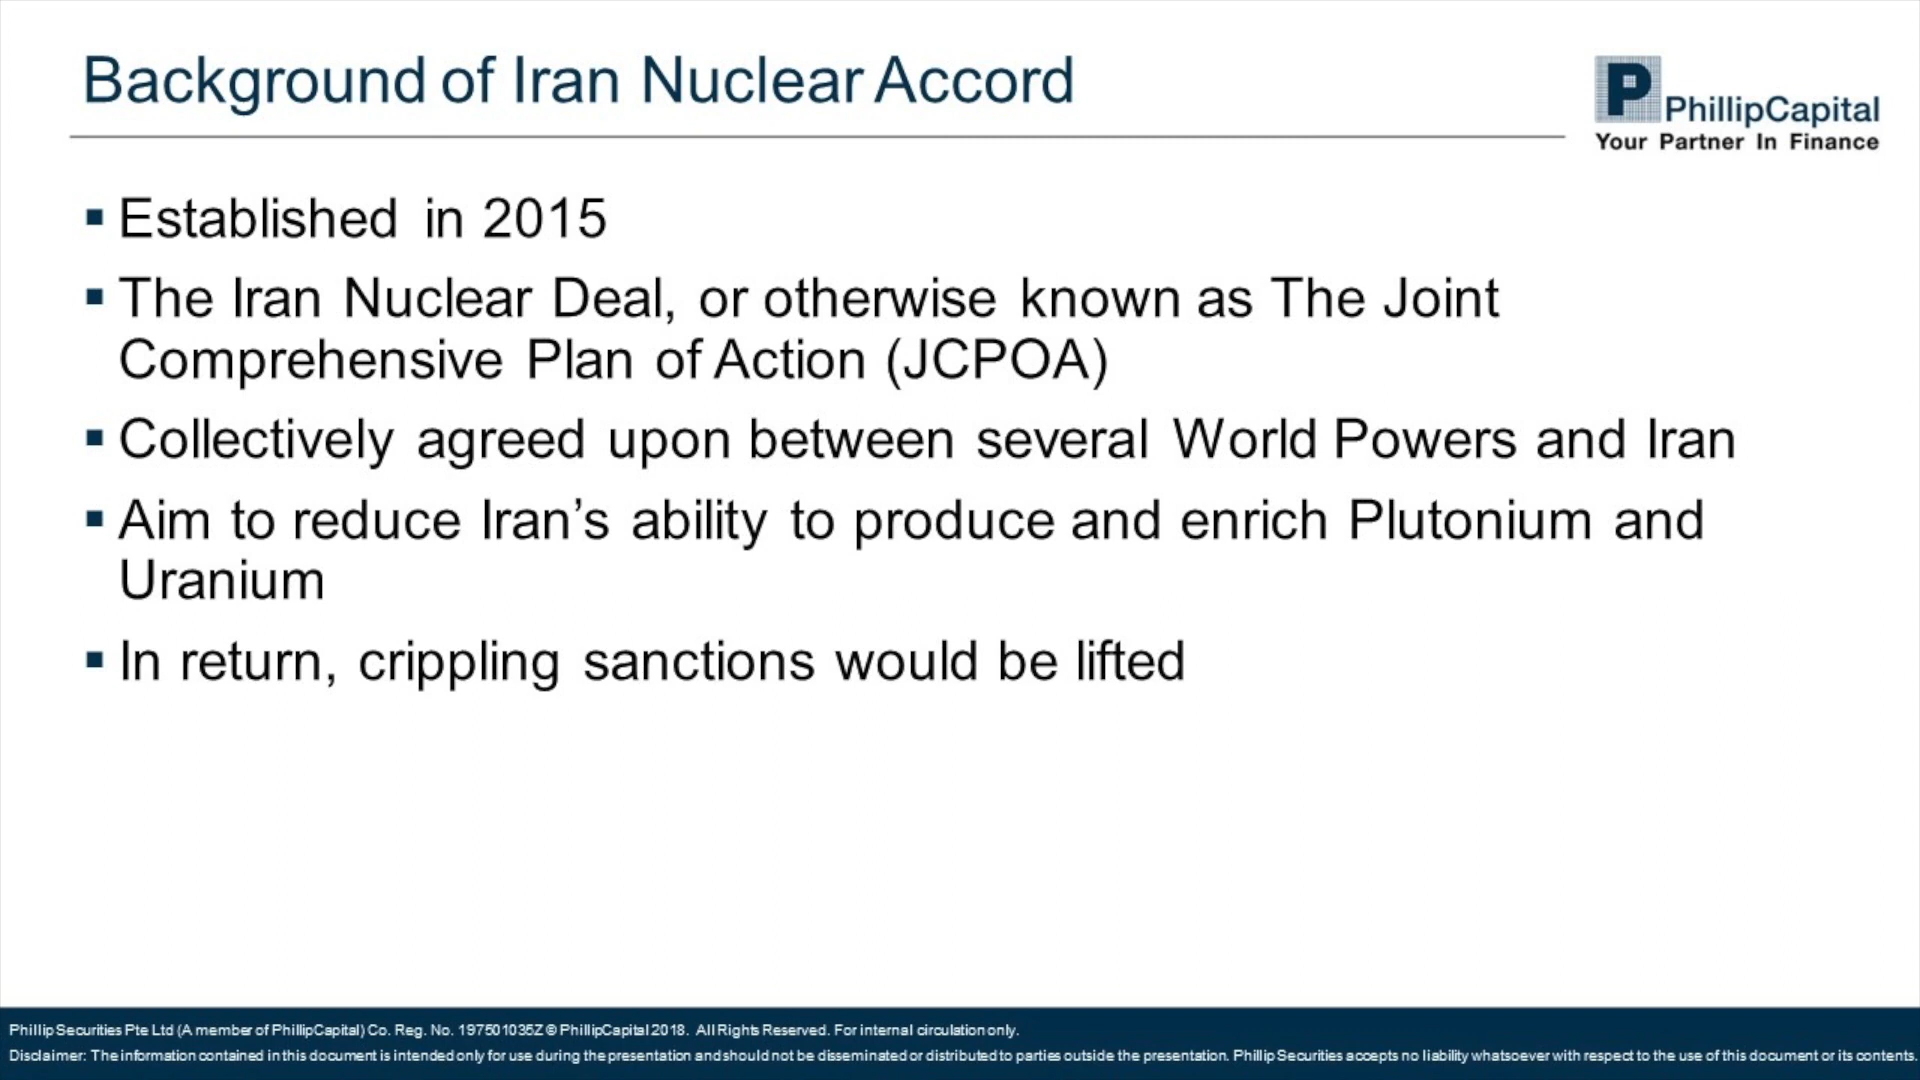 Background of Iran Nuclear Accord
PhillipCapital
Your Partner In Finance
▪ Established in 2015
▪ The Iran Nuclear Deal, or otherwise known as The Joint
Comprehensive Plan of Action (JCPOA)
▪ Collectively agreed upon between several World Powers and Iran
▪ Aim to reduce Iran’s ability to produce and enrich Plutonium and
Uranium
▪ In return, crippling sanctions would be lifted
Phillip Securities Pte Ltd (A member of PhillipCapital) Co. Reg. No. 197501035Z © PhillipCapital 2018. All Rights Reserved. For internal circulation only.
Disclaimer: The information contained in this document is intended only for use during the presentation and should not be disseminated or distributed to parties outside the presentation. Phillip Securities accepts no liability whatsoever with respect to the use of this document or its contents.